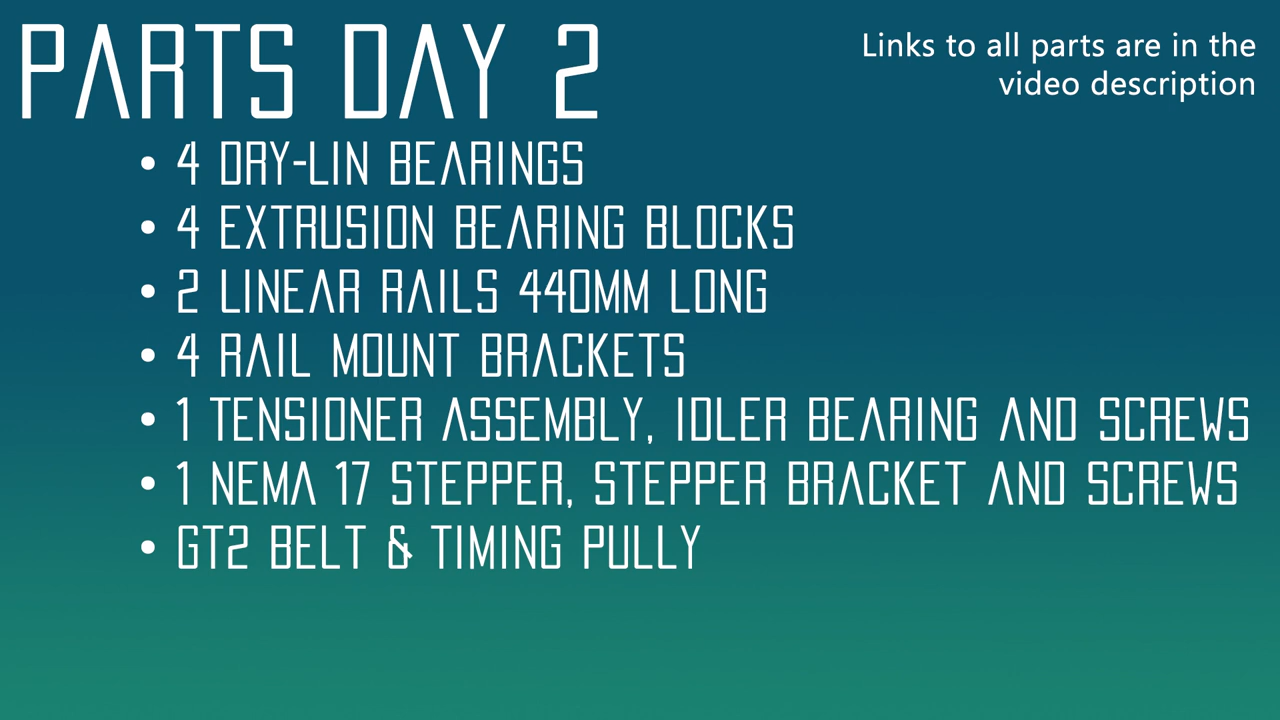 PARTS DAY 2
Links to all parts are in the
video description
• 4 DRY-LIN BEARINGS
• 4 EXTRUSION BEARING BLOCKS
• 2 LINEAR RAILS 440MM LONG
• 4 RAIL MOUNT BRACKETS
• 1 TENSIONER ASSEMBLY, IDLER BEARING AND SCREWS
• 1 NEMA 17 STEPPER, STEPPER BRACKET AND SCREWS
• GT2 BELT & TIMING PULLY